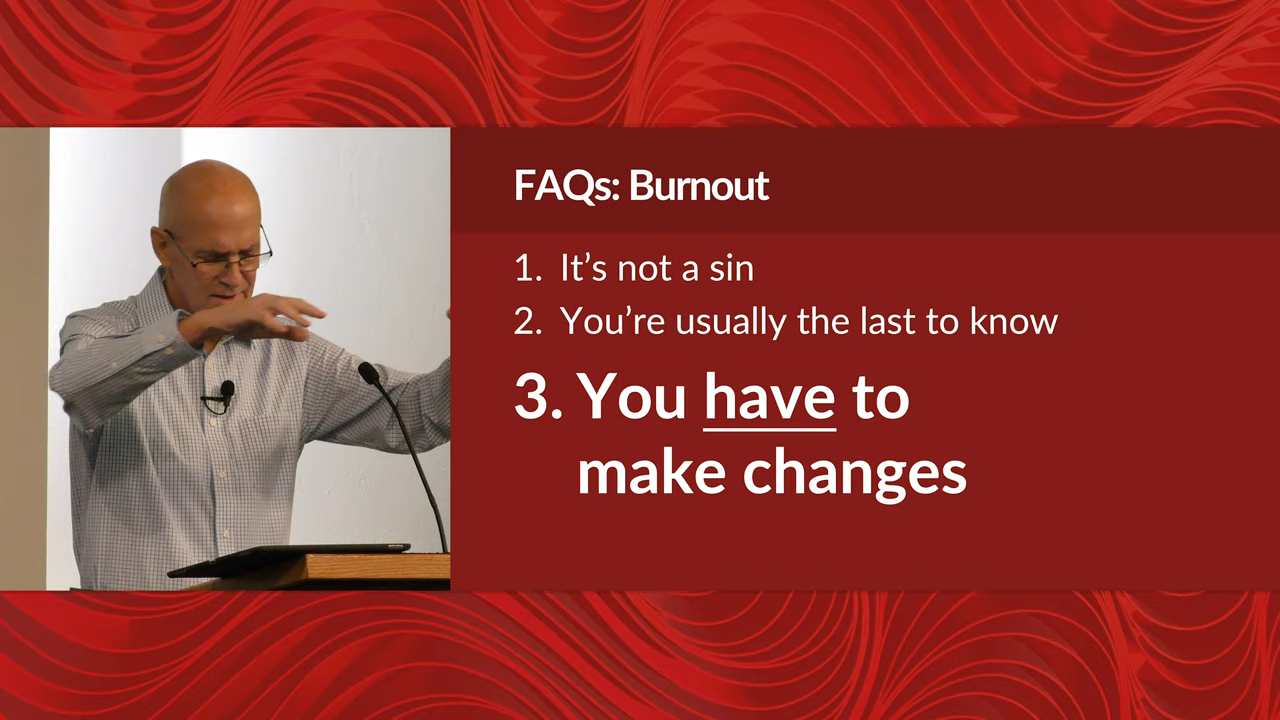 FAQs: Burnout
1. It’s not a sin
2. You’re usually the last to know
3. You have to
make changes